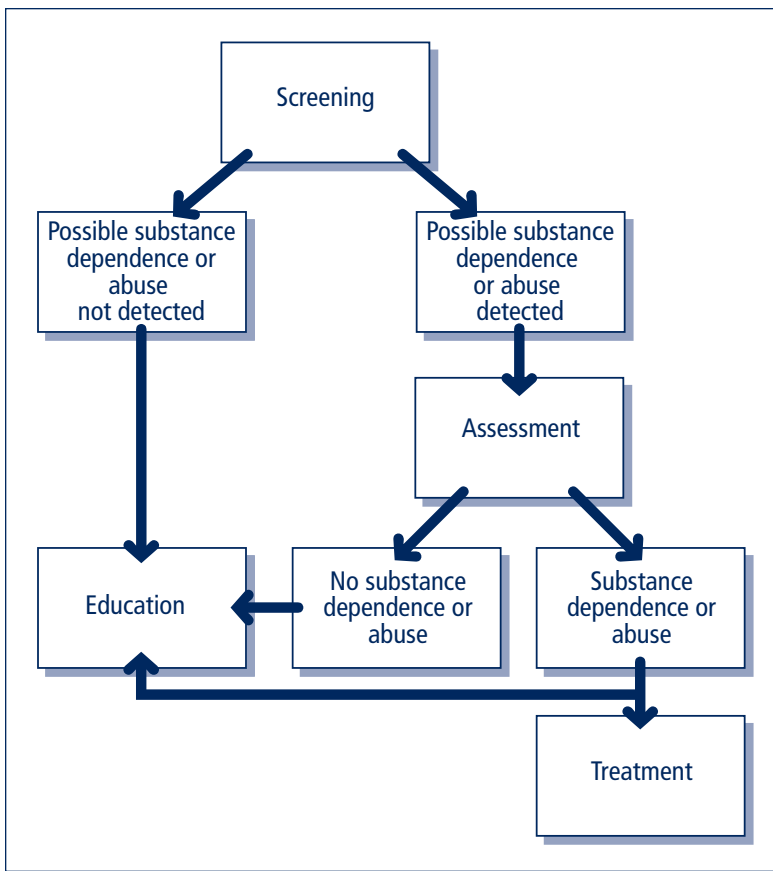 Screening
Possible substance
dependence or
abuse
not detected
Possible substance
dependence
or abuse
detected
Assessment
Education
No substance
dependence or
abuse
Substance
dependence or
abuse
Treatment